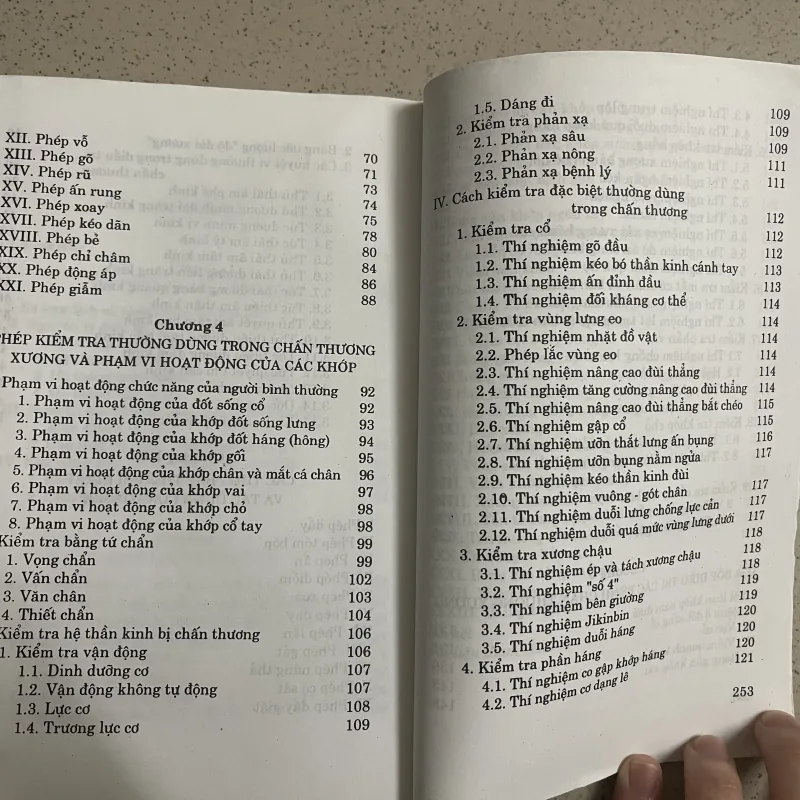 XII. Phép vỗ 70
XIII. Phép gõ 71
XIV. Phép rũ 73
XV. Phép ấn rung 74
XVI. Phép xoay 75
XVII. Phép kéo dãn 78
XVIII. Phép bẻ 80
XIX. Phép chỉ châm 84
XX. Phép động áp 86
XXI. Phép giẫm 88
Chương 4
PHÉP KIỂM TRA THƯỜNG DÙNG TRONG CHẤN THƯƠNG
XƯƠNG VÀ PHẠM VI HOẠT ĐỘNG CỦA CÁC KHỚP
Phạm vi hoạt động chức năng của người bình thường 92
1. Phạm vi hoạt động của đốt sống cổ 92
2. Phạm vi hoạt động của khớp đốt sống lưng 93
3. Phạm vi hoạt động của khớp đốt háng (hông) 94
4. Phạm vi hoạt động của khớp gối 95
5. Phạm vi hoạt động của khớp chân và mắt cá chân 96
6. Phạm vi hoạt động của khớp vai 97
7. Phạm vi hoạt động của khớp chỏ 98
8. Phạm vi hoạt động của khớp cổ tay 98
Kiểm tra bằng tứ chẩn 99
1. Vọng chẩn 99
2. Vấn chẩn 102
3. Văn chân 103
4. Thiết chẩn 104
Kiểm tra hệ thần kinh bị chấn thương 106
1. Kiểm tra vận động 106
1.1. Dinh dưỡng cơ 107
1.2. Vận động không tự động 107
1.3. Lực cơ 108
1.4. Trương lực cơ 109
1.5. Dáng đi 109
2. Kiểm tra phản xạ 109
2.1. Phản xạ sâu 109
2.2. Phản xạ nông 111
2.3. Phản xạ bệnh lý 111
IV. Cách kiểm tra đặc biệt thường dùng
trong chấn thương 112
1. Kiểm tra cổ 112
1.1. Thí nghiệm gõ đầu 112
1.2. Thí nghiệm kéo bó thần kinh cánh tay 113
1.3. Thí nghiệm ấn đỉnh đầu 113
1.4. Thí nghiệm đối kháng cơ thể 114
2. Kiểm tra vùng lưng eo 114
2.1. Thí nghiệm nhặt đồ vật 114
2.2. Phép lắc vùng eo 114
2.3. Thí nghiệm nâng cao đùi thẳng 114
2.4. Thí nghiệm tăng cường nâng cao đùi thẳng 114
2.5. Thí nghiệm nâng cao đùi thẳng bắt chéo 115
2.6. Thí nghiệm gập cổ 115
2.7. Thí nghiệm ưỡn thắt lưng ấn bụng 116
2.8. Thí nghiệm ưỡn bụng nằm ngửa 117
2.9. Thí nghiệm kéo thần kinh đùi
2.10. Thí nghiệm vuông - gót chân 117
2.11. Thí nghiệm duỗi lưng chống lực cản 117
2.12. Thí nghiệm duỗi quá mức vùng lưng dưới 117
3. Kiểm tra xương chậu 118
3.1. Thí nghiệm ép và tách xương chậu 118
3.2. Thí nghiệm "số 4" 118
3.3. Thí nghiệm bên giường 119
3.4. Thí nghiệm Jikinbin 119
3.5. Thí nghiệm duỗi háng 120
4. Kiểm tra phần háng 120
4.1. Thí nghiệm co gập khớp háng 120
4.2. Thí nghiệm cơ dạng lê 121
253